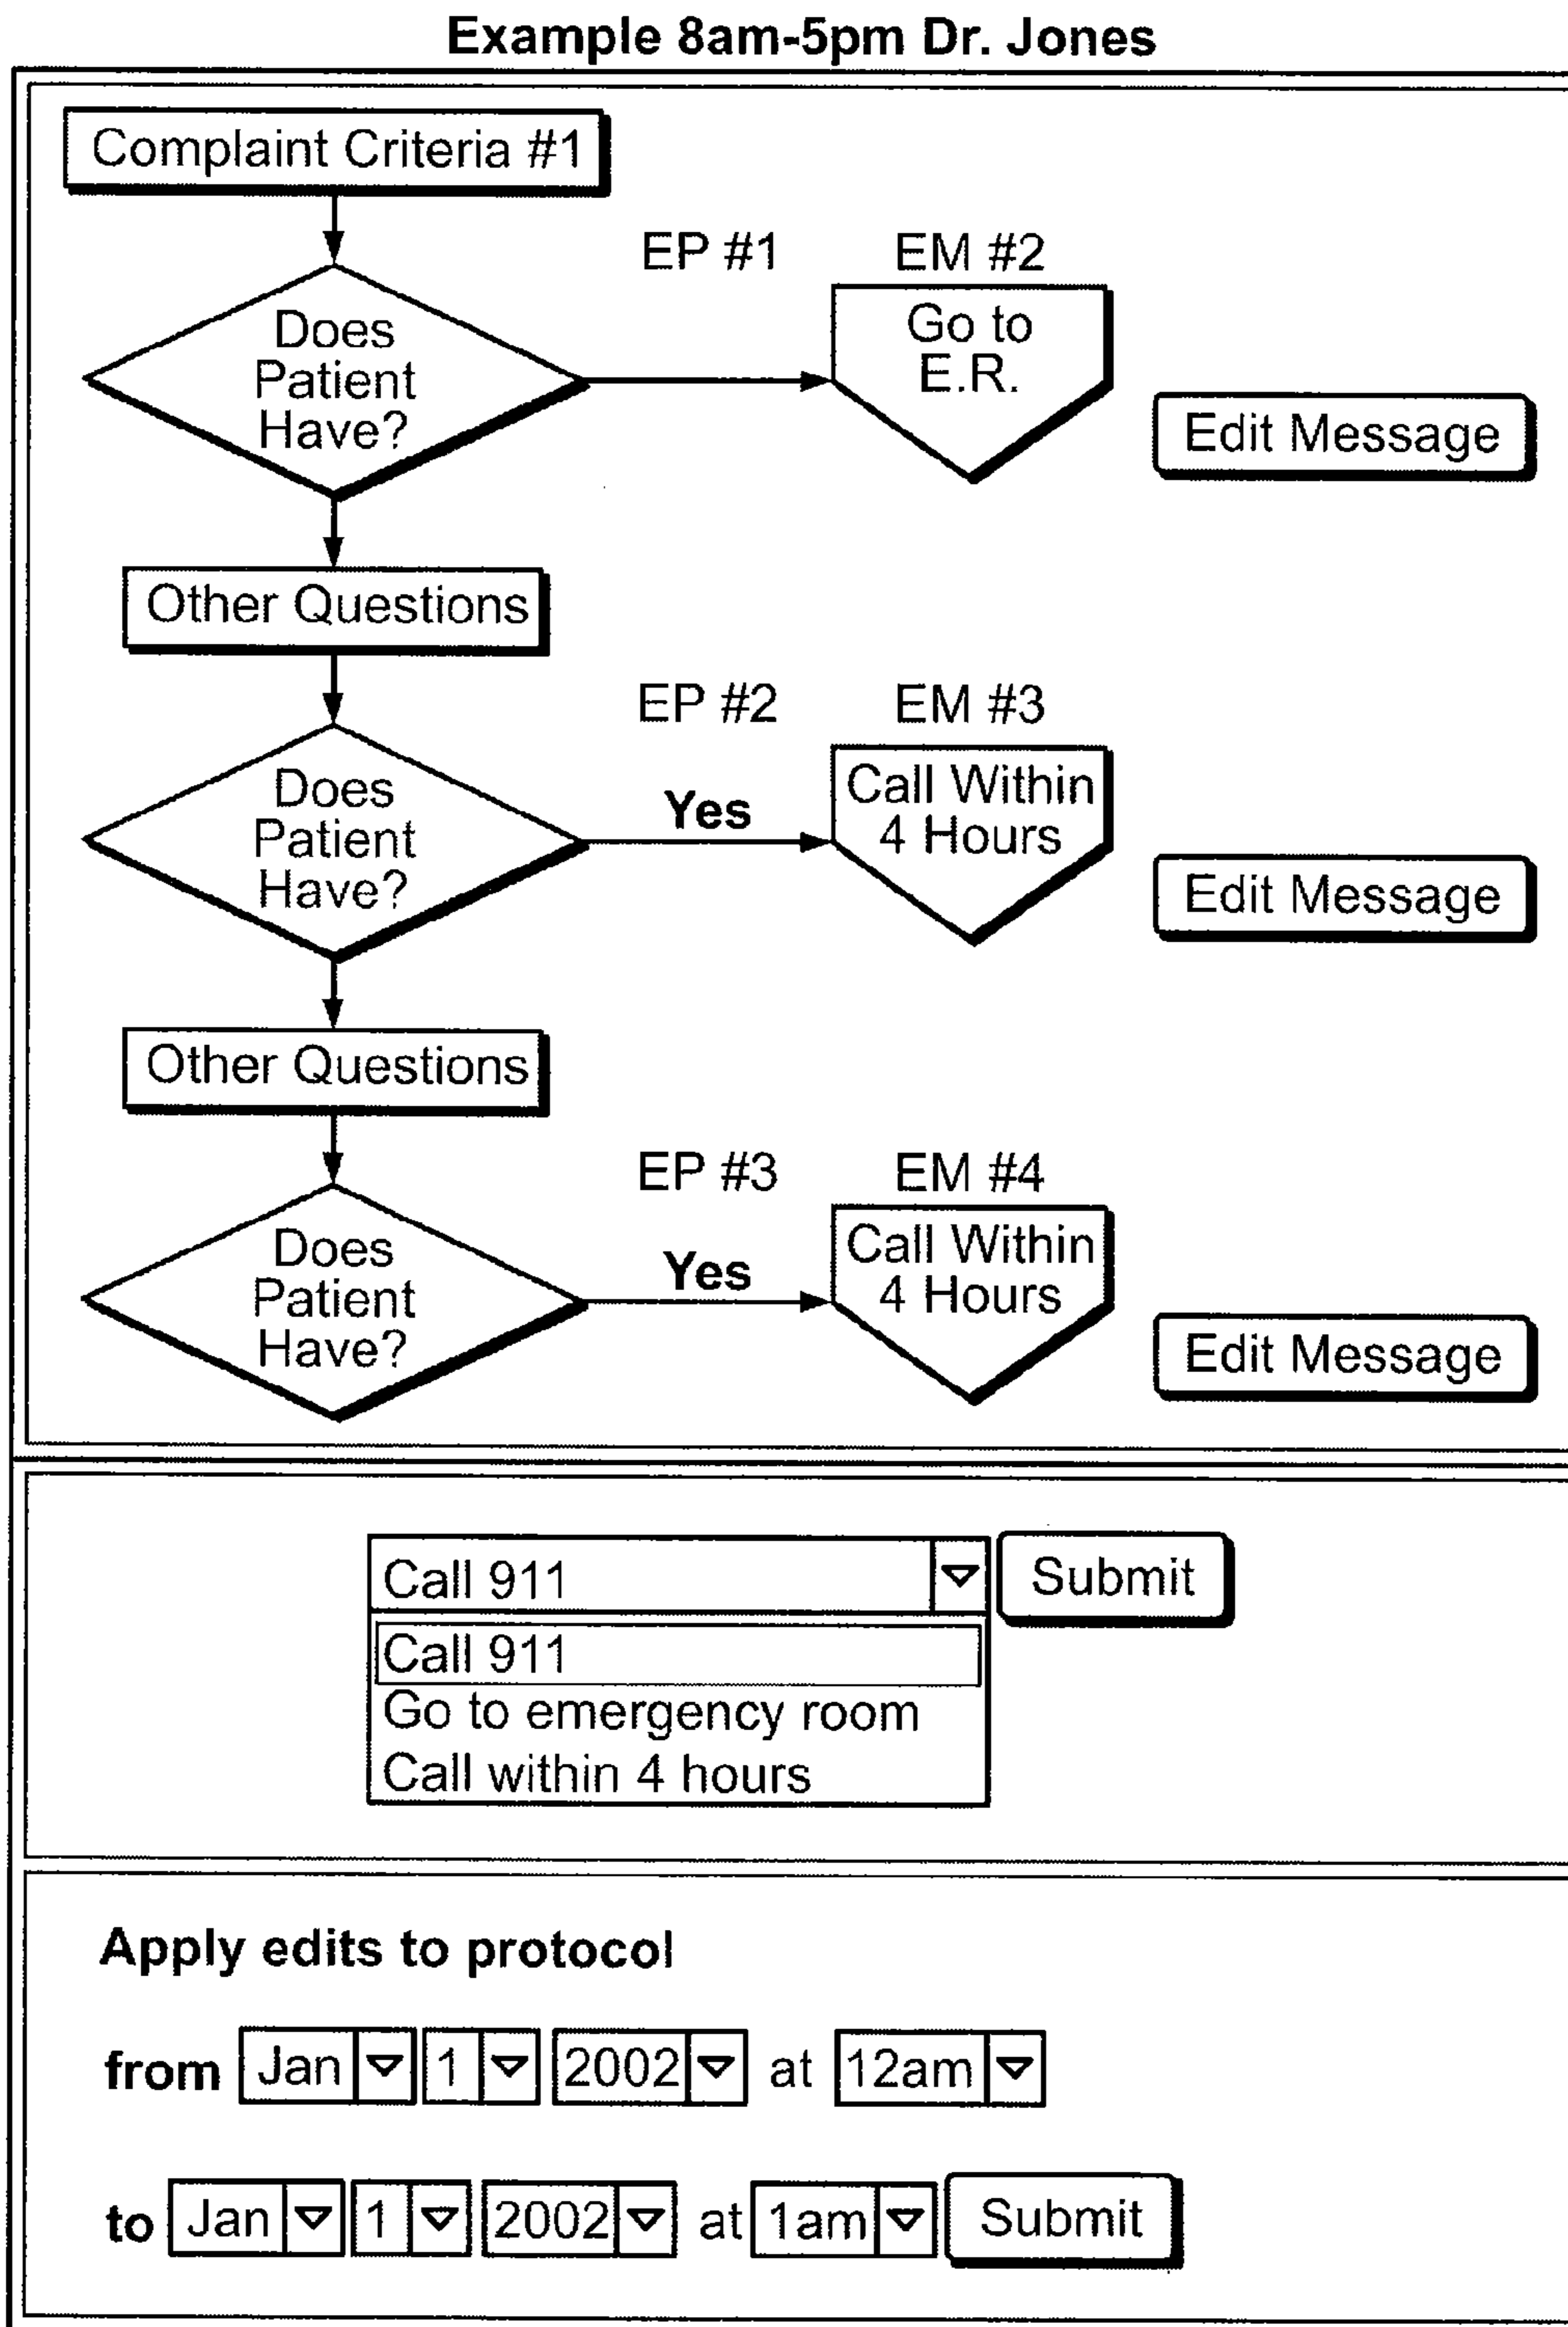 Example 8am-5pm Dr. Jones
Complaint Criteria #1
EP #1
EM #2
Does
Patient
Have?
Go to
E.R.
Edit Message
Other Questions
EP #2
EM #3
Does
Patient
Have?
Yes
Call Within
4 Hours
Edit Message
Other Questions
EP #3
EM #4
Does
Patient
Have?
Yes
Call Within
4 Hours
Edit Message
Call 911
Submit
Call 911
Go to emergency room
Call within 4 hours
Apply edits to protocol
from Jan 1 2002 at 12am
to Jan 1 2002 at 1am Submit